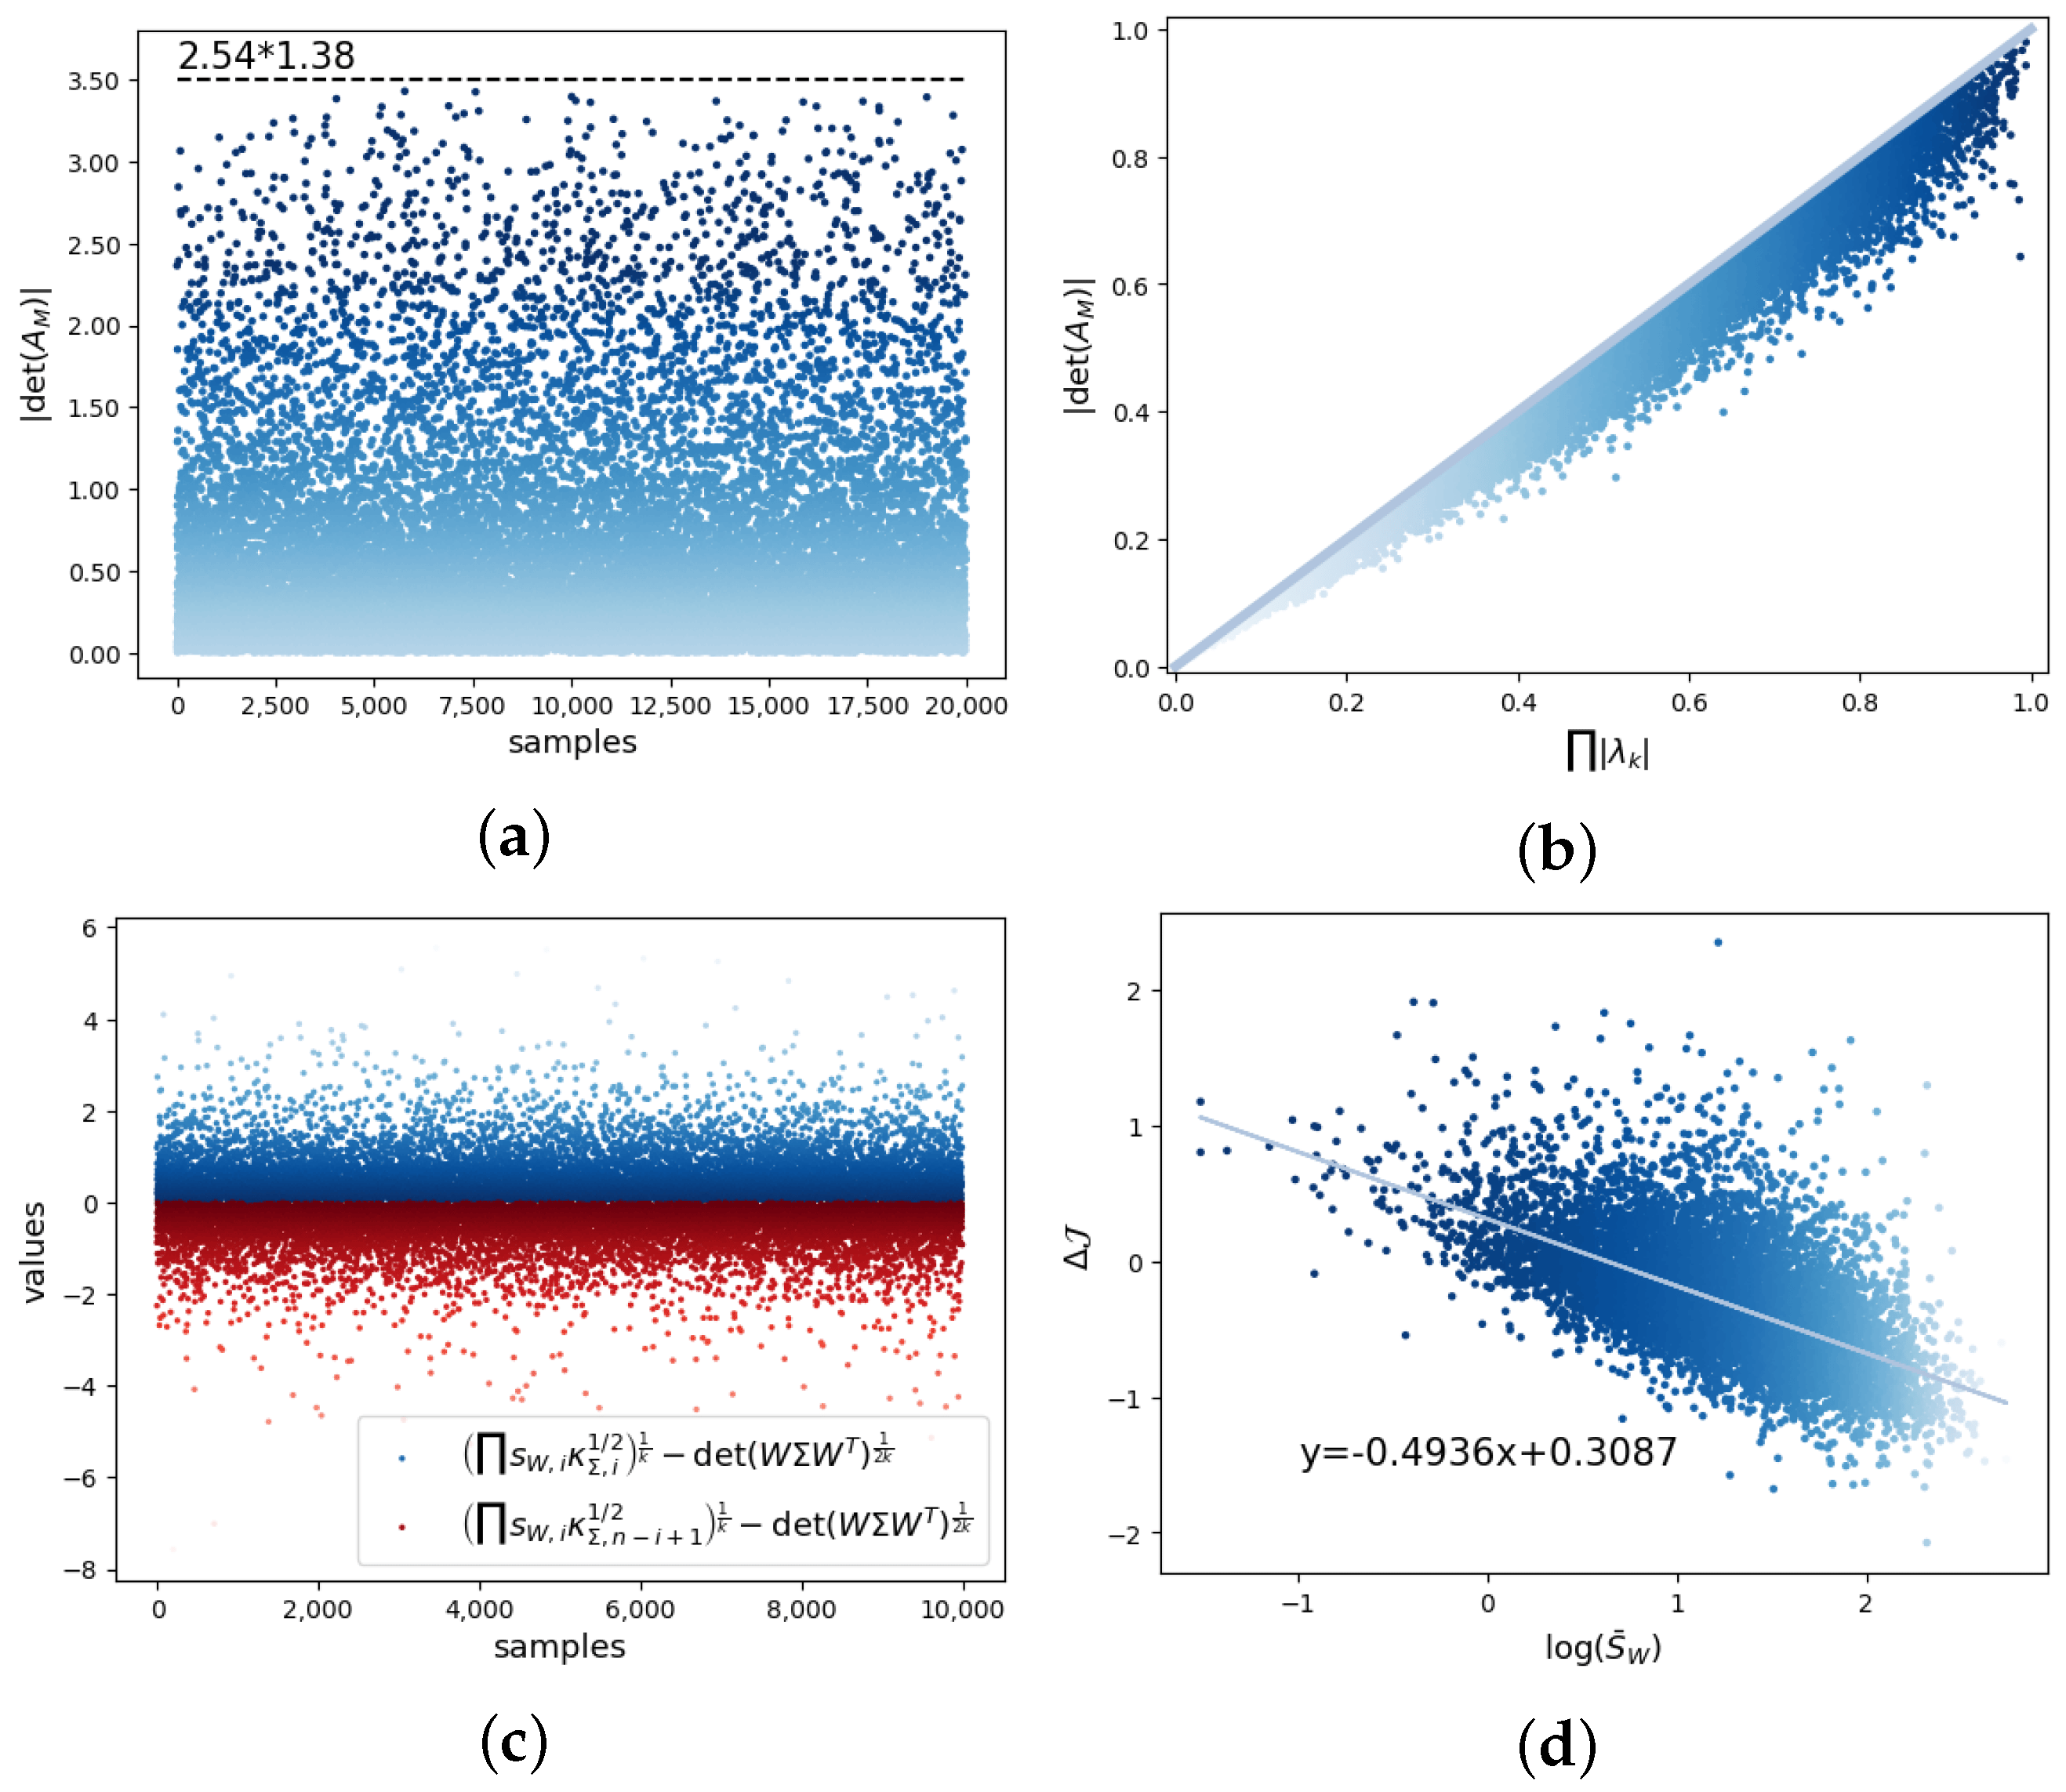 2.54*1.38
3.50
3.00
2.50
2.00
1.50
1.00
0.50
0.00
|det(A_M)|
0 2,500 5,000 7,500 10,000 12,500 15,000 17,500 20,000
samples
(a)
1.0
0.8
0.6
0.4
0.2
0.0
|det(A_M)|
0.0 0.2 0.4 0.6 0.8 1.0
∏|λ_k|
(b)
6
4
2
0
−2
−4
−6
−8
values
(∏ s_{W,i} κ_{Σ,i}^{1/2})^{1/k} − det(WΣW^T)^{1/2k}
(∏ s_{W,i} κ_{Σ,n−i+1}^{1/2})^{1/k} − det(WΣW^T)^{1/2k}
0 2,000 4,000 6,000 8,000 10,000
samples
(c)
2
1
0
−1
−2
Δ𝒥
y=-0.4936x+0.3087
−1 0 1 2
log(S̄_W)
(d)